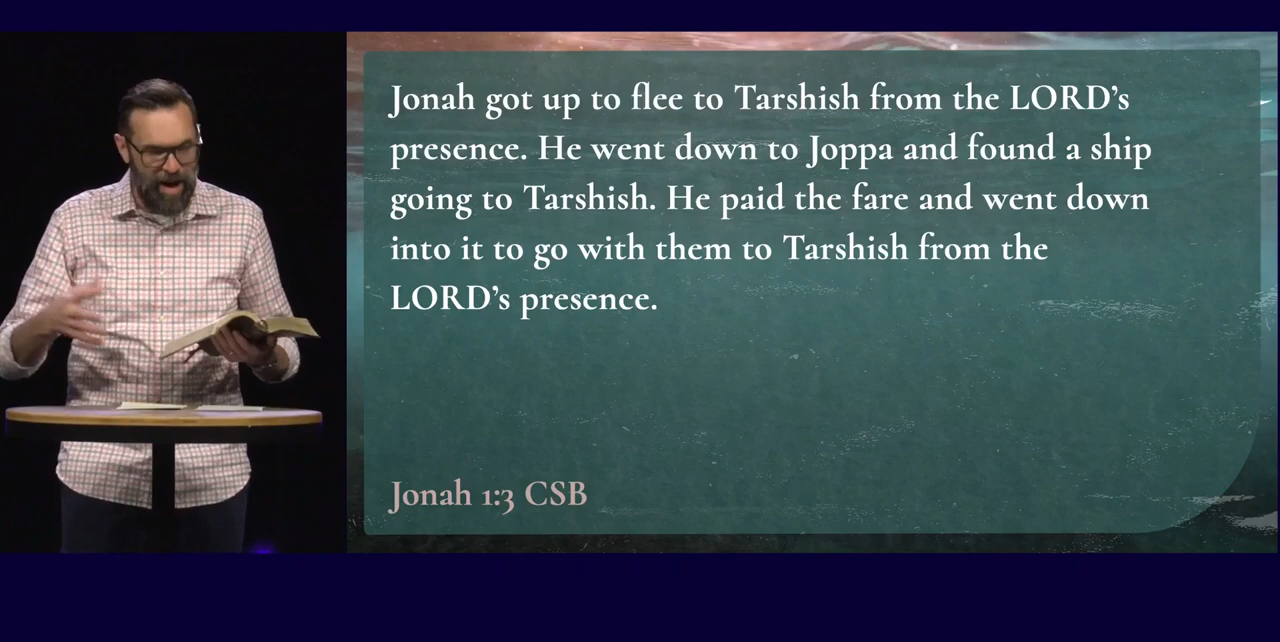 Jonah got up to flee to Tarshish from the LORD’s
presence. He went down to Joppa and found a ship
going to Tarshish. He paid the fare and went down
into it to go with them to Tarshish from the
LORD’s presence.
Jonah 1:3 CSB